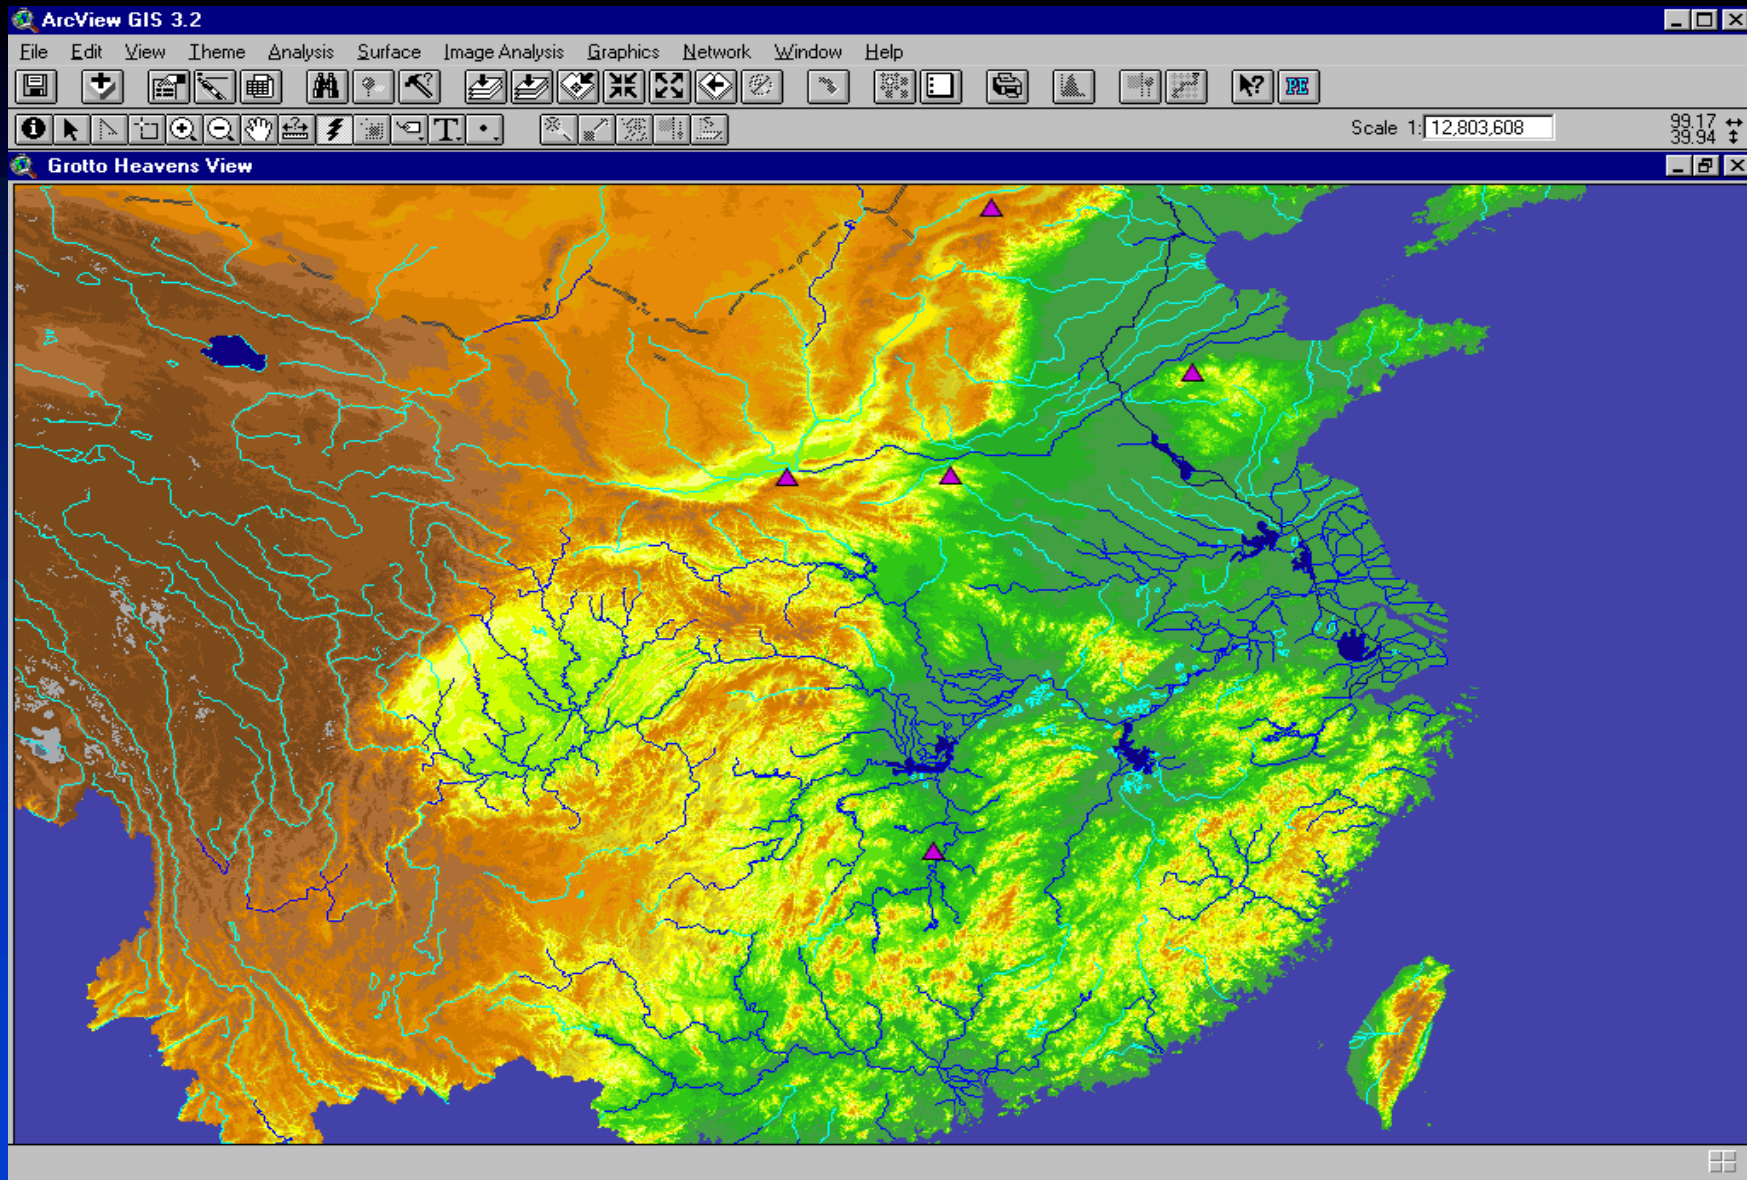 ArcView GIS 3.2
File Edit View Theme Analysis Surface Image Analysis Graphics Network Window Help
PE
T
Scale 1: 12,803,608
99.17
39.94
Grotto Heavens View